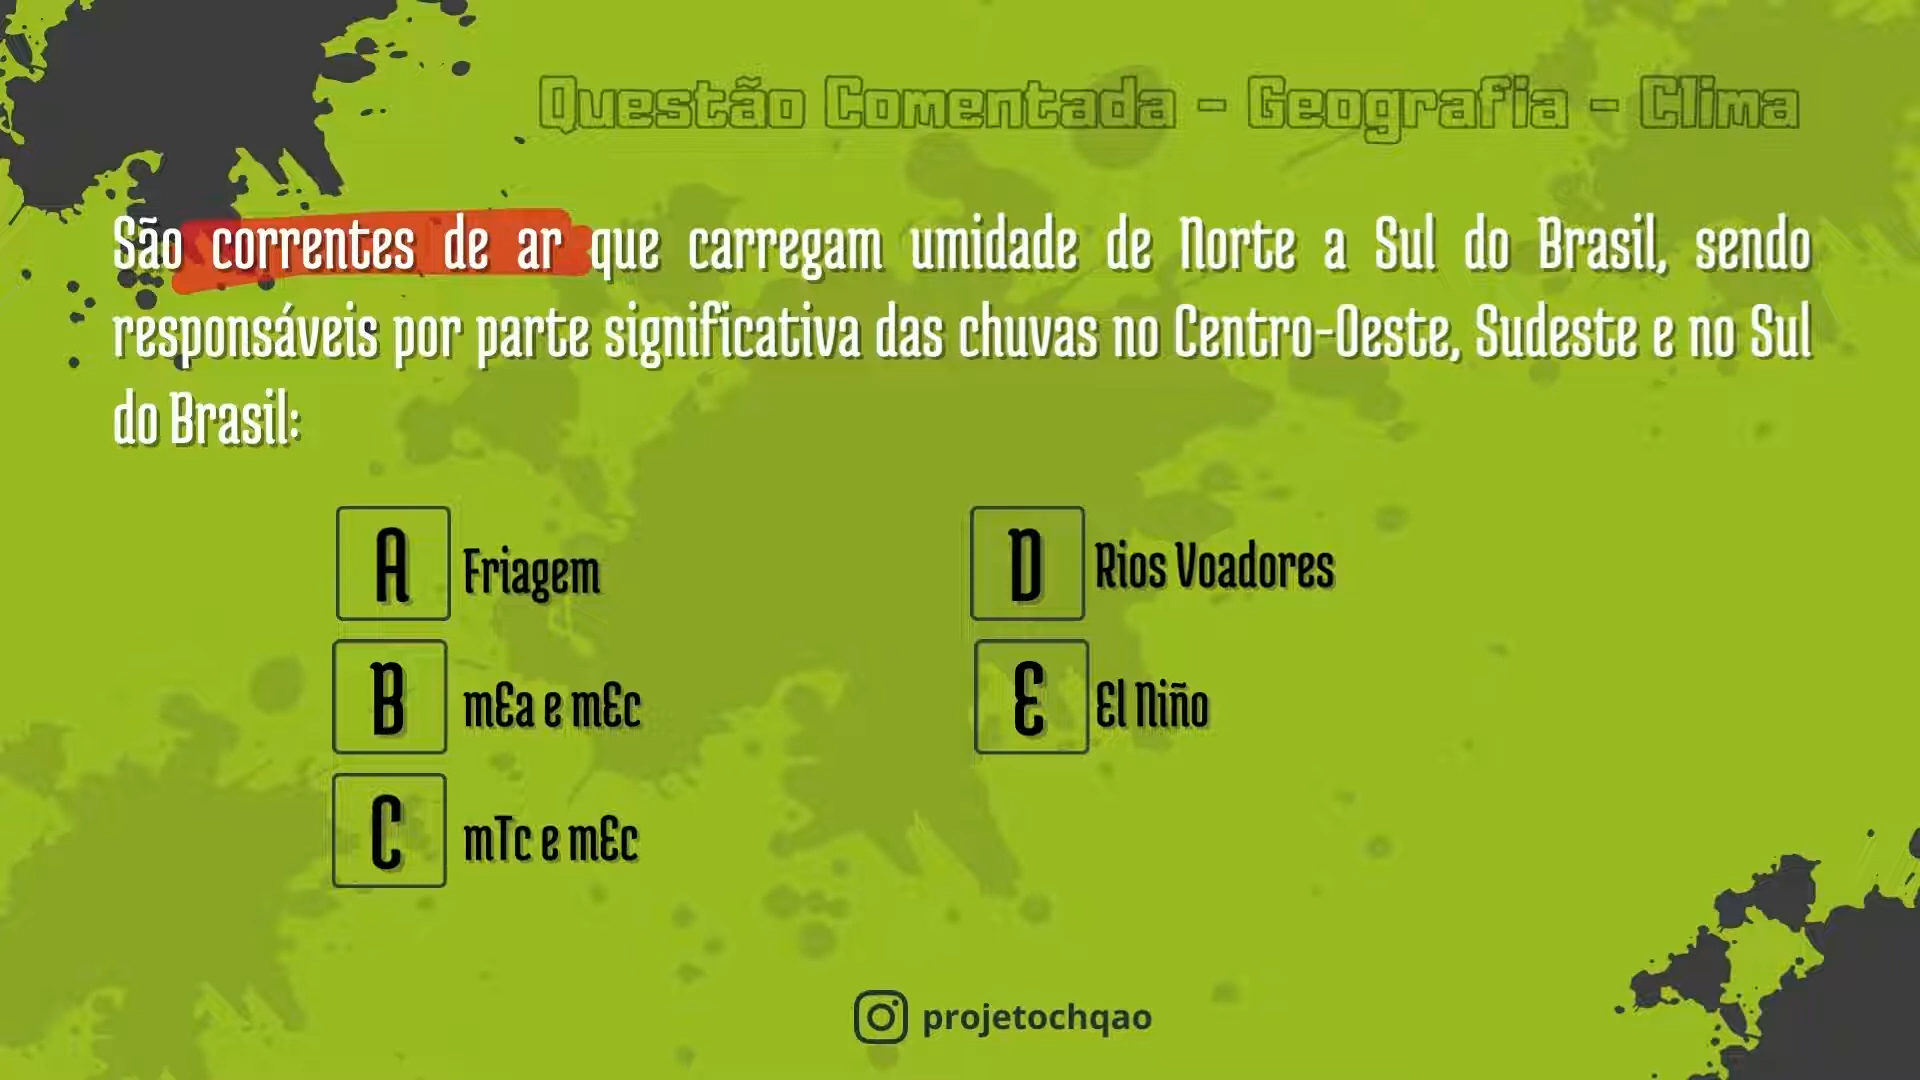 Questão Comentada - Geografia - Clima
São correntes de ar que carregam umidade de Norte a Sul do Brasil, sendo
responsáveis por parte significativa das chuvas no Centro-Oeste, Sudeste e no Sul
do Brasil:
A Friagem
B mEa e mEc
C mTc e mEc
D Rios Voadores
E El Niño
projetochqao